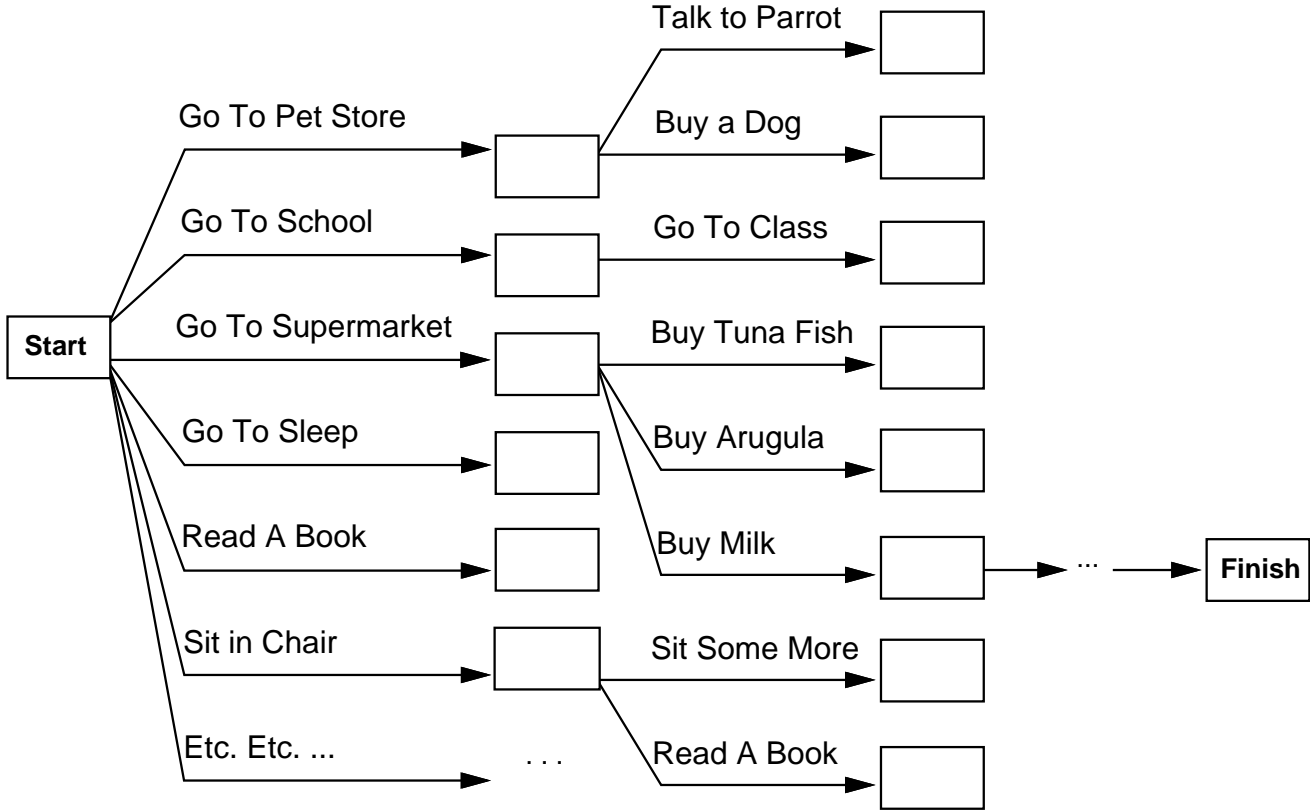 Talk to Parrot
Go To Pet Store
Buy a Dog
Go To School
Go To Class
Start
Go To Supermarket
Buy Tuna Fish
Go To Sleep
Buy Arugula
Read A Book
Buy Milk
...
Finish
Sit in Chair
Sit Some More
Etc. Etc. ...
. . .
Read A Book